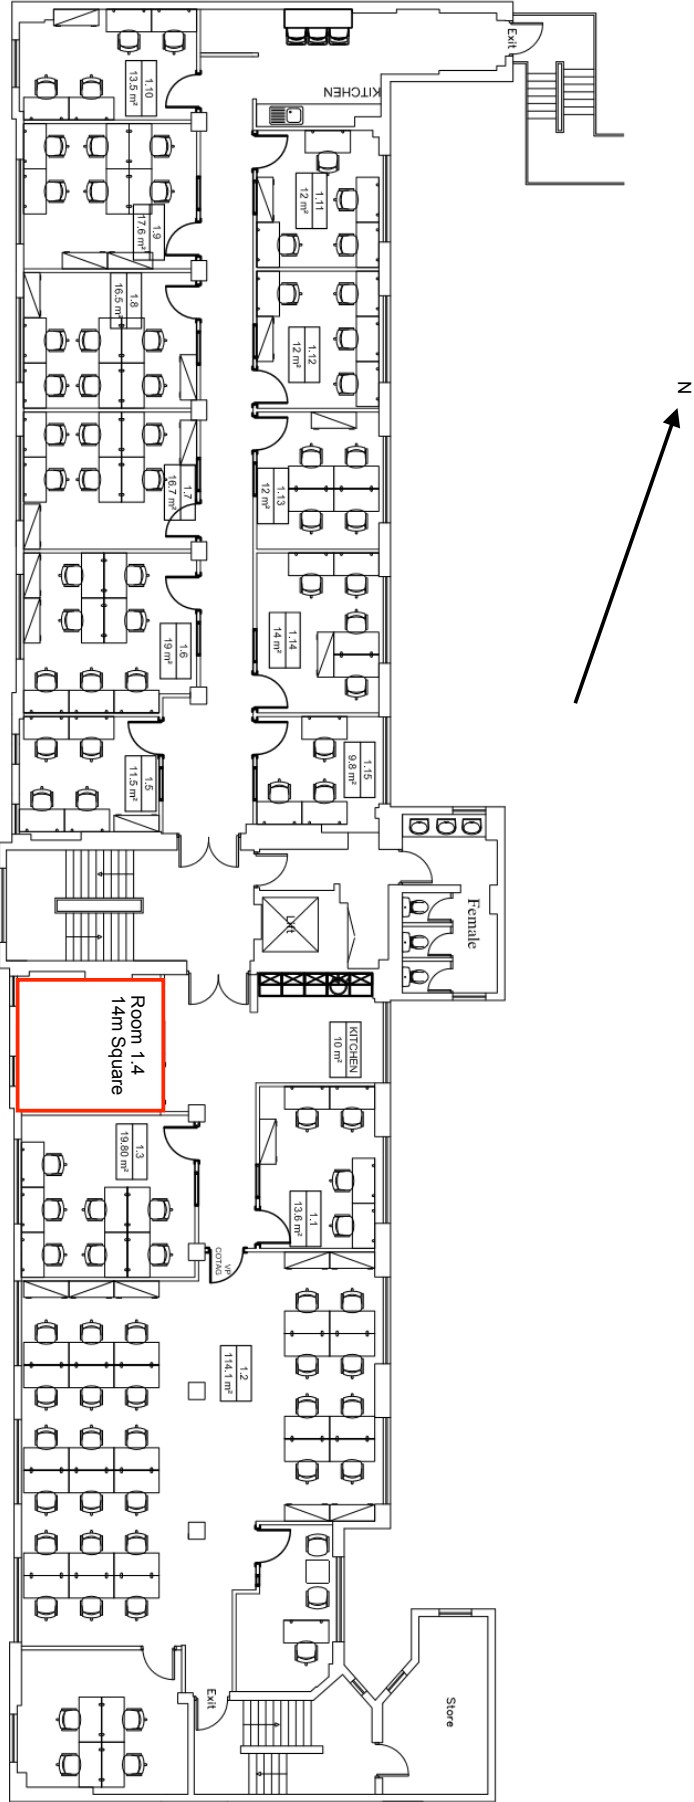 Exit
KITCHEN
1.10
13.5 m²
1.9
17.6 m²
1.11
12 m²
1.8
16.5 m²
1.12
12 m²
N
1.7
16.7 m²
1.13
12 m²
1.6
19 m²
1.14
14 m²
1.5
11.5 m²
1.15
9.8 m²
Lift
Female
Room 1.4
14m Square
KITCHEN
10 m²
1.3
19.80 m²
1.1
13.6 m²
VP
COTAG
1.2
114.1 m²
Exit
Store